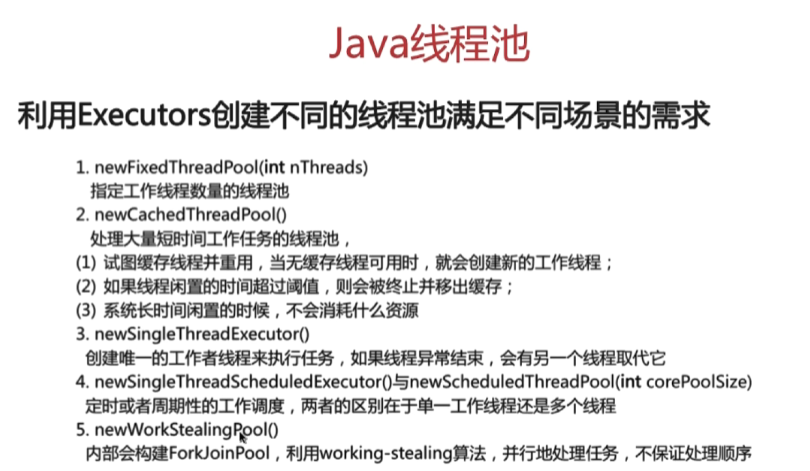 Java线程池
利用Executors创建不同的线程池满足不同场景的需求
1. newFixedThreadPool(int nThreads)
指定工作线程数量的线程池
2. newCachedThreadPool()
处理大量短时间工作任务的线程池，
(1) 试图缓存线程并重用，当无缓存线程可用时，就会创建新的工作线程；
(2) 如果线程闲置的时间超过阈值，则会被终止并移出缓存；
(3) 系统长时间闲置的时候，不会消耗什么资源
3. newSingleThreadExecutor()
创建唯一的工作者线程来执行任务，如果线程异常结束，会有另一个线程取代它
4. newSingleThreadScheduledExecutor()与newScheduledThreadPool(int corePoolSize)
定时或者周期性的工作调度，两者的区别在于单一工作线程还是多个线程
5. newWorkStealingPool()
内部会构建ForkJoinPool，利用working-stealing算法，并行地处理任务，不保证处理顺序